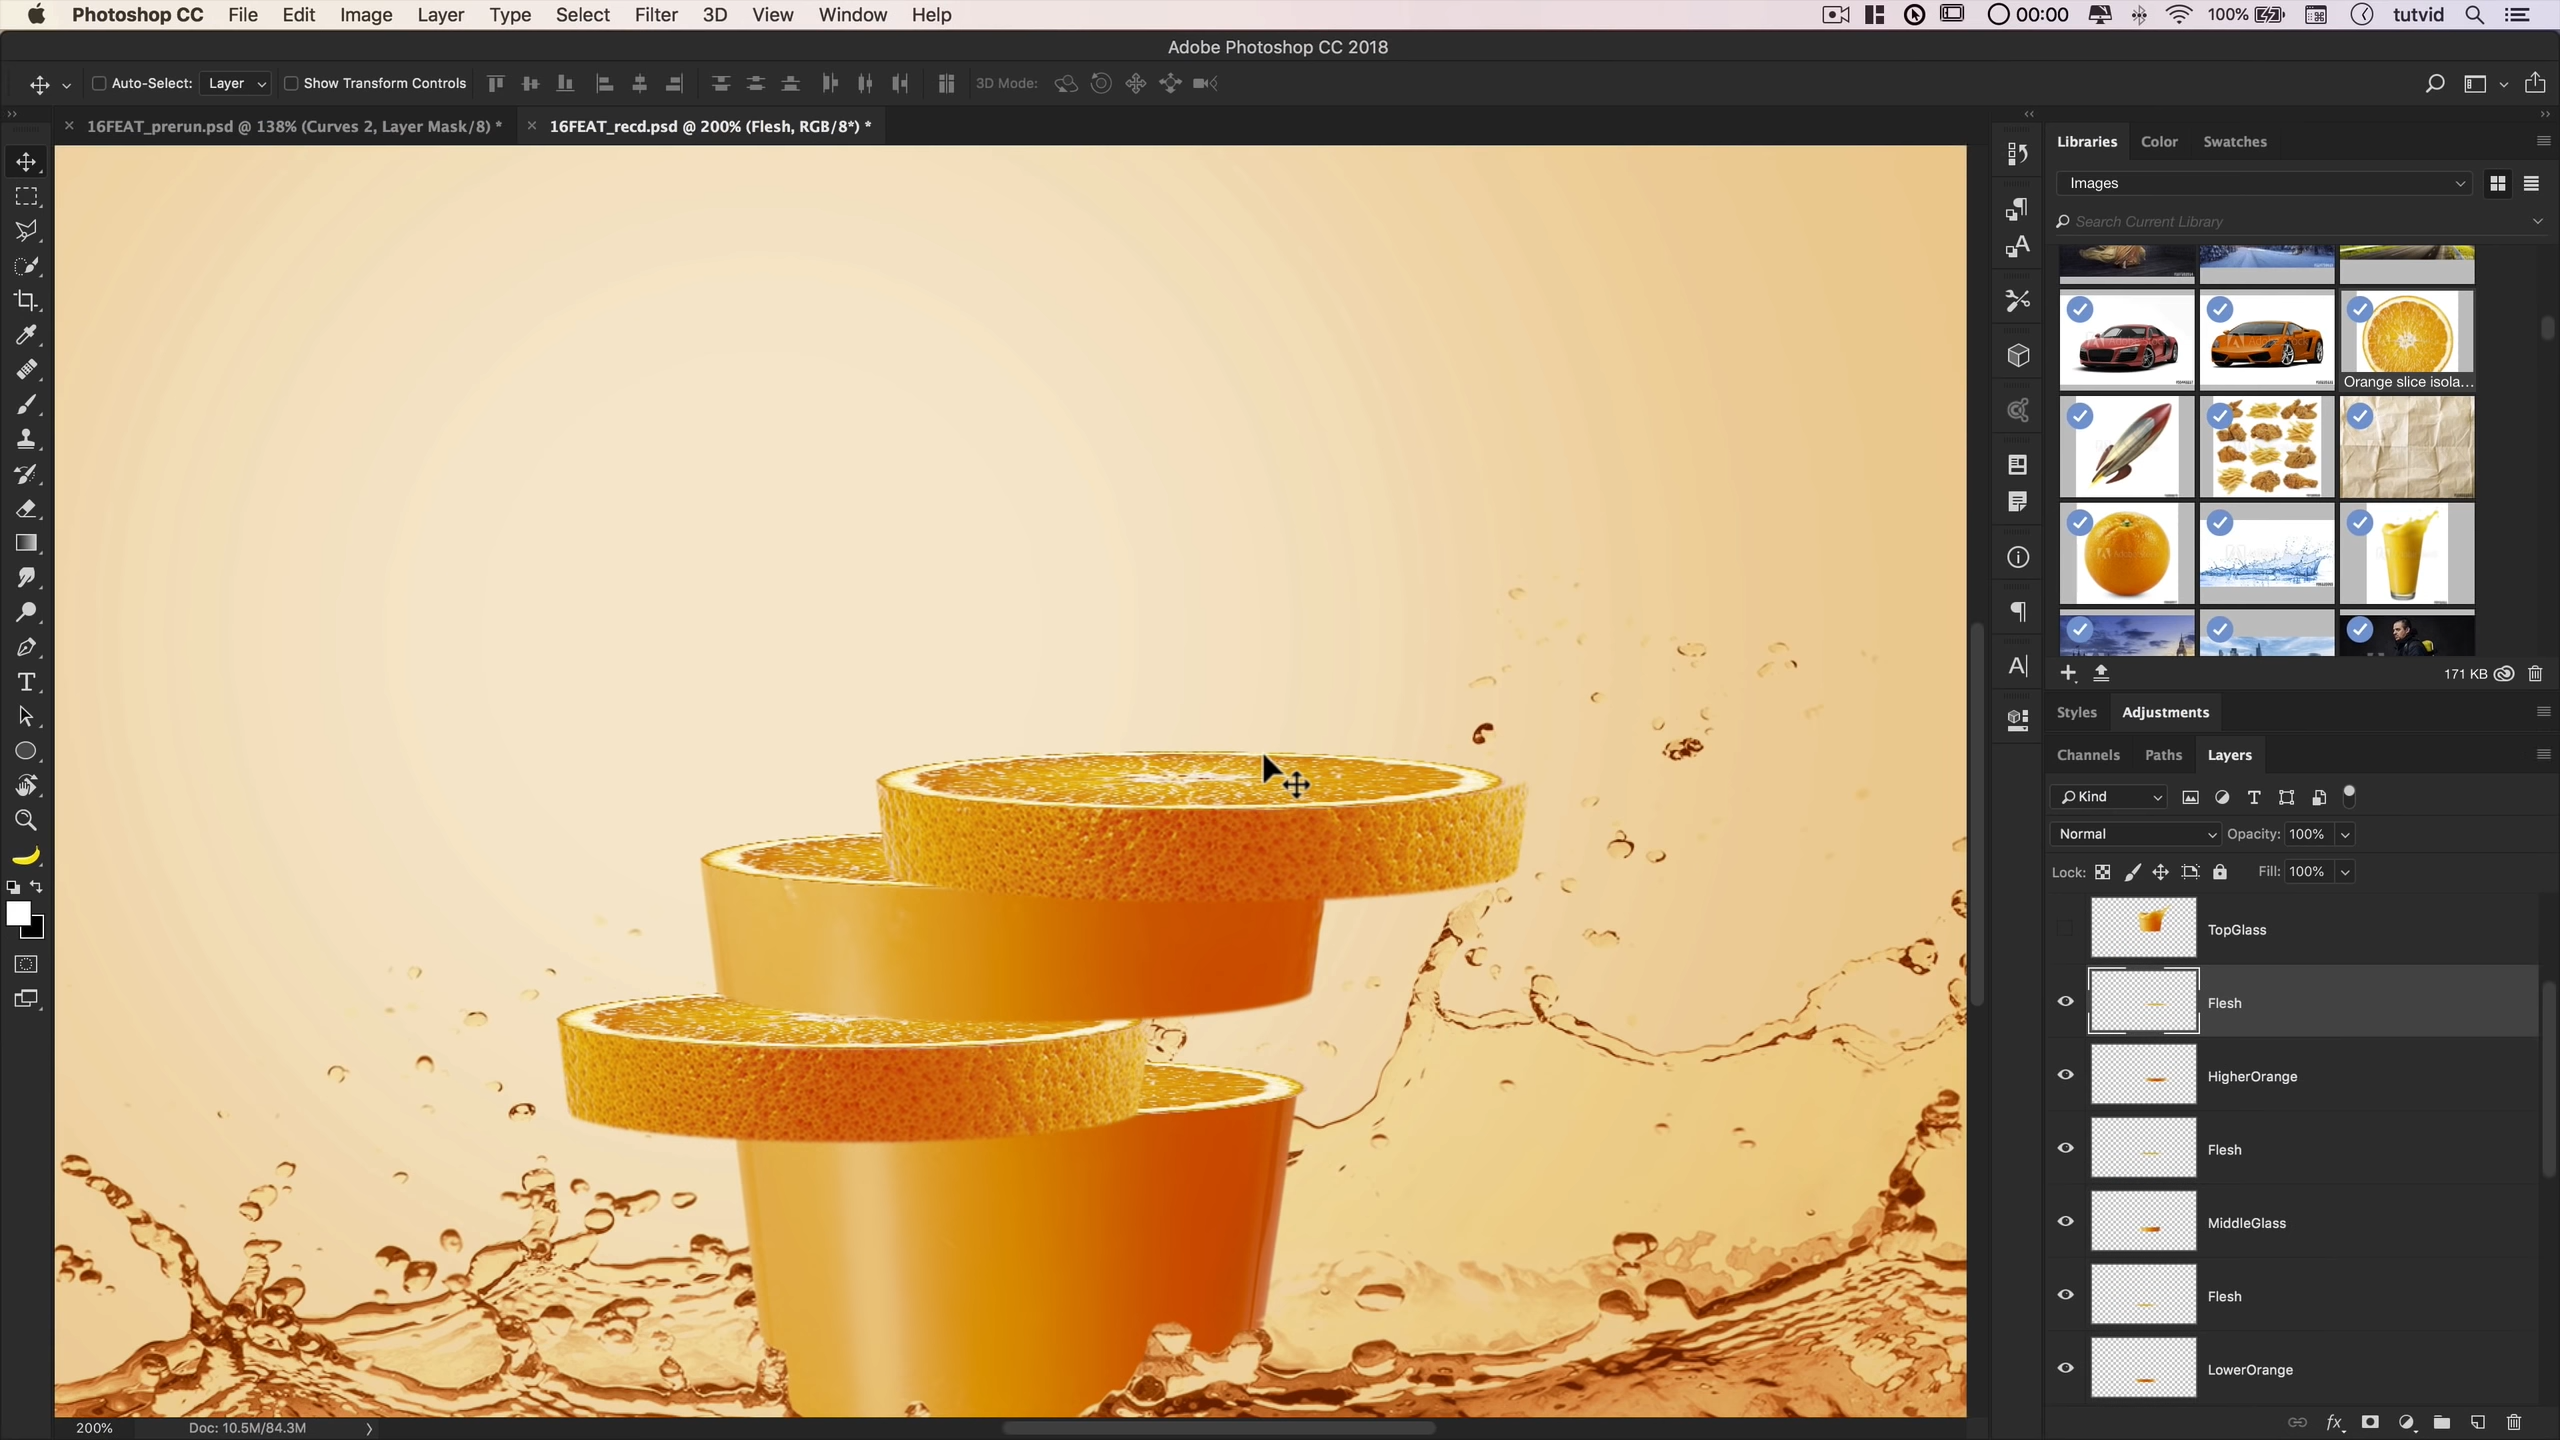 Photoshop CC File Edit Image Layer Type Select Filter 3D View Window Help 00:00 100% tutvid
Adobe Photoshop CC 2018
Auto-Select: Layer Show Transform Controls 3D Mode:
16FEAT_prerun.psd @ 138% (Curves 2, Layer Mask/8) * 16FEAT_recd.psd @ 200% (Flesh, RGB/8*) *
Libraries Color Swatches
Images
Search Current Library
Orange slice isola...
171 KB
Styles Adjustments
Channels Paths Layers
Kind
Normal Opacity: 100%
Lock: Fill: 100%
TopGlass
Flesh
HigherOrange
Flesh
MiddleGlass
Flesh
LowerOrange
200% Doc: 10.5M/84.3M